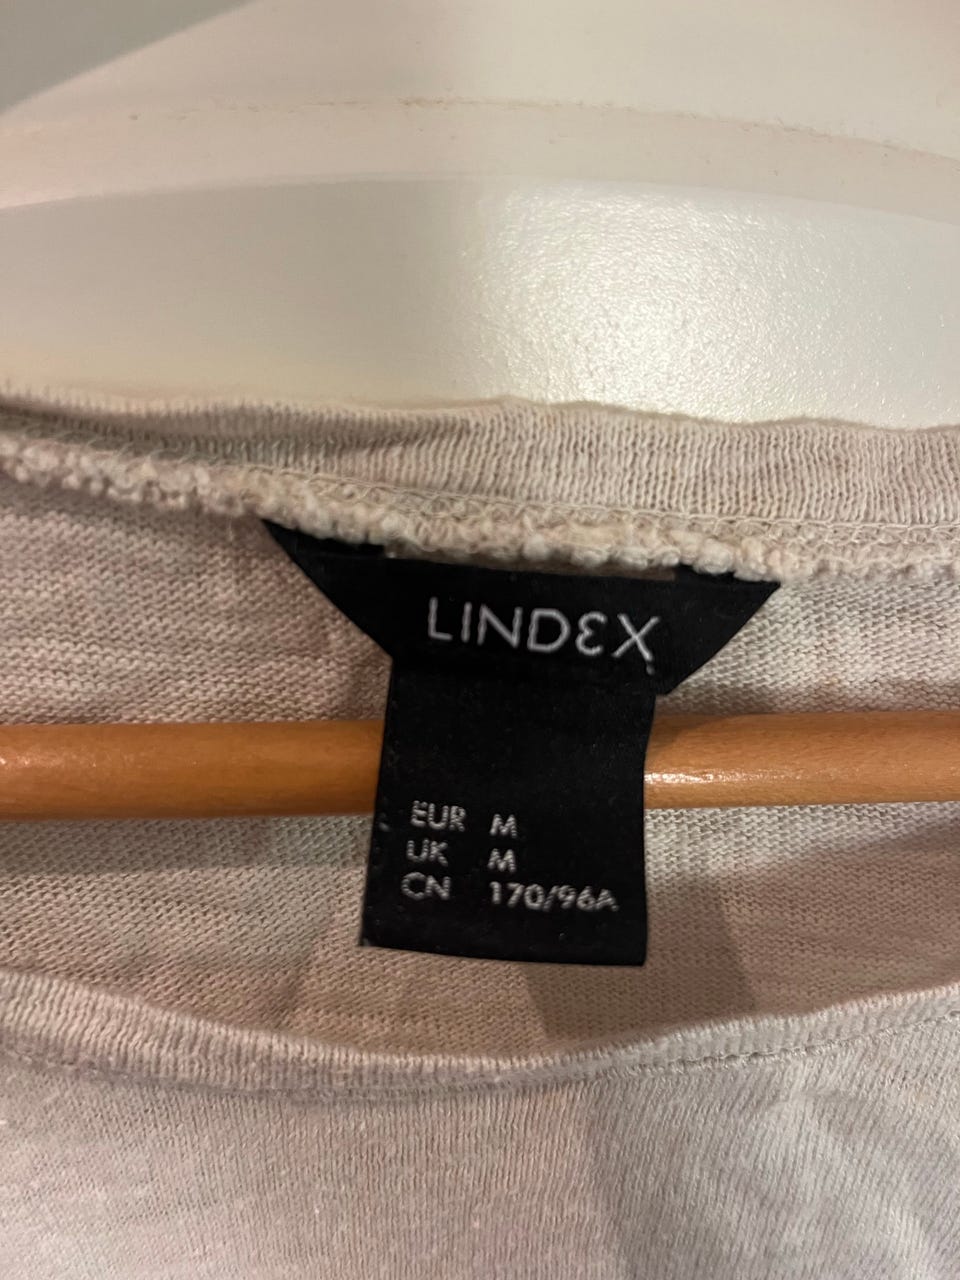 LINDEX
EUR M
UK M
CN 170/96A